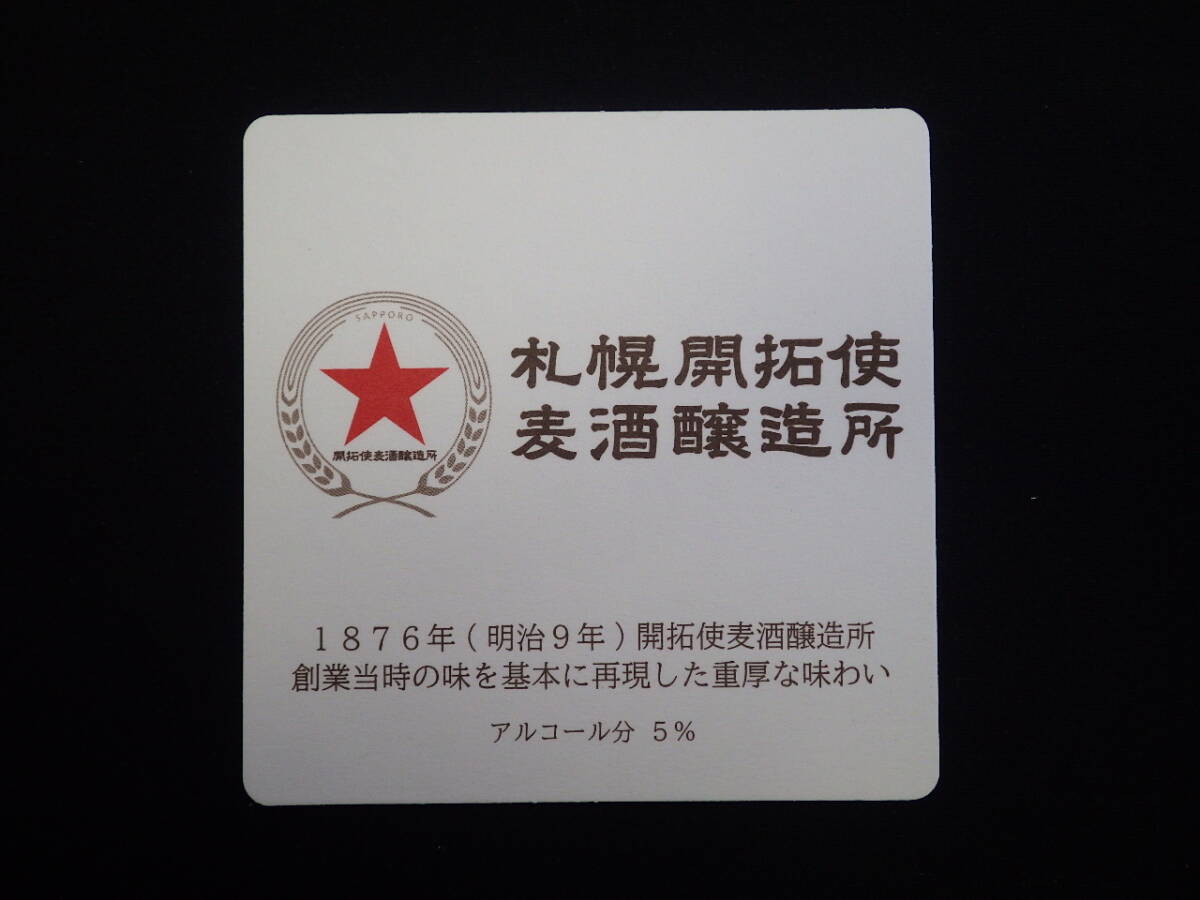 SAPPORO
開拓使麦酒醸造所
札幌開拓使
麦酒醸造所
1876年(明治9年)開拓使麦酒醸造所
創業当時の味を基本に再現した重厚な味わい
アルコール分 5%